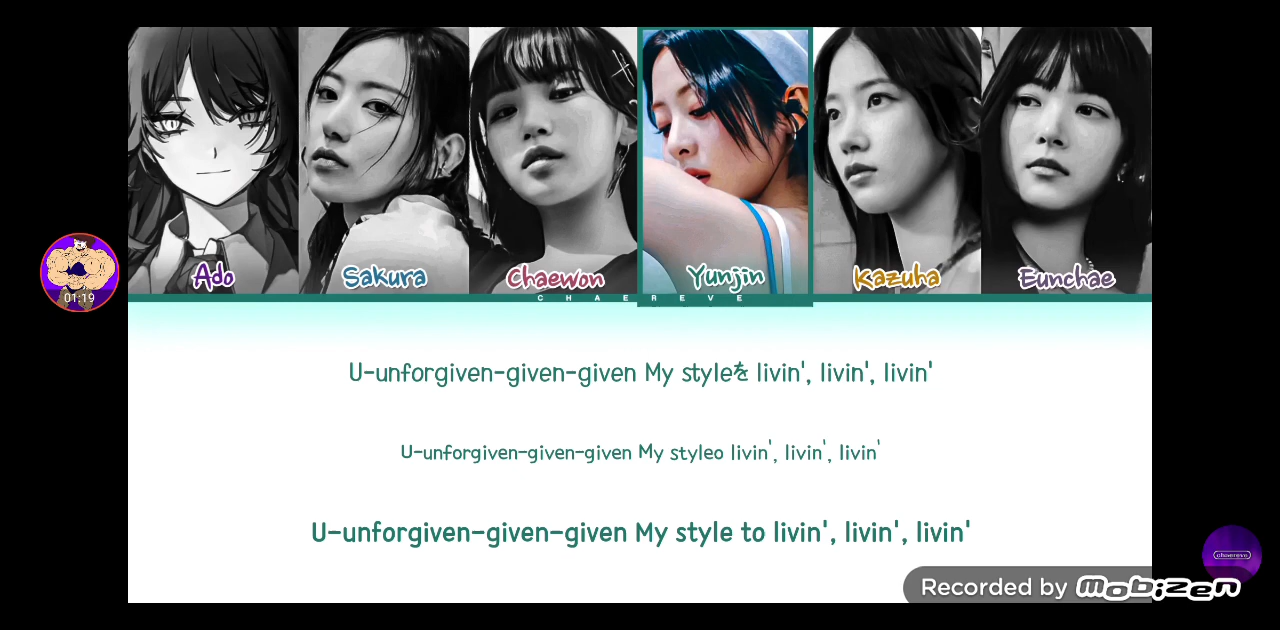 Ado
Sakura
Chaewon
Yunjin
Kazuha
Eunchae
C H A E R E V E
01:19
U-unforgiven-given-given My styleを livin', livin', livin'
U-unforgiven-given-given My styleo livin', livin', livin'
U-unforgiven-given-given My style to livin', livin', livin'
chaereve
Recorded by mobizen